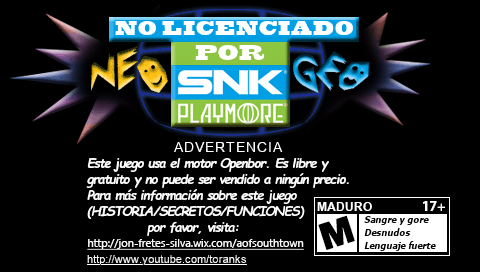 NO LICENCIADO
POR
NEO SNK GEO
PLAYMORE
ADVERTENCIA
Este juego usa el motor Openbor. Es libre y
gratuito y no puede ser vendido a ningún precio.
Para más información sobre este juego
(HISTORIA/SECRETOS/FUNCIONES)
por favor, visita:
http://jon-fretes-silva.wix.com/aofsouthtown
http://www.youtube.com/toranks
MADURO 17+
M
Sangre y gore
Desnudos
Lenguaje fuerte